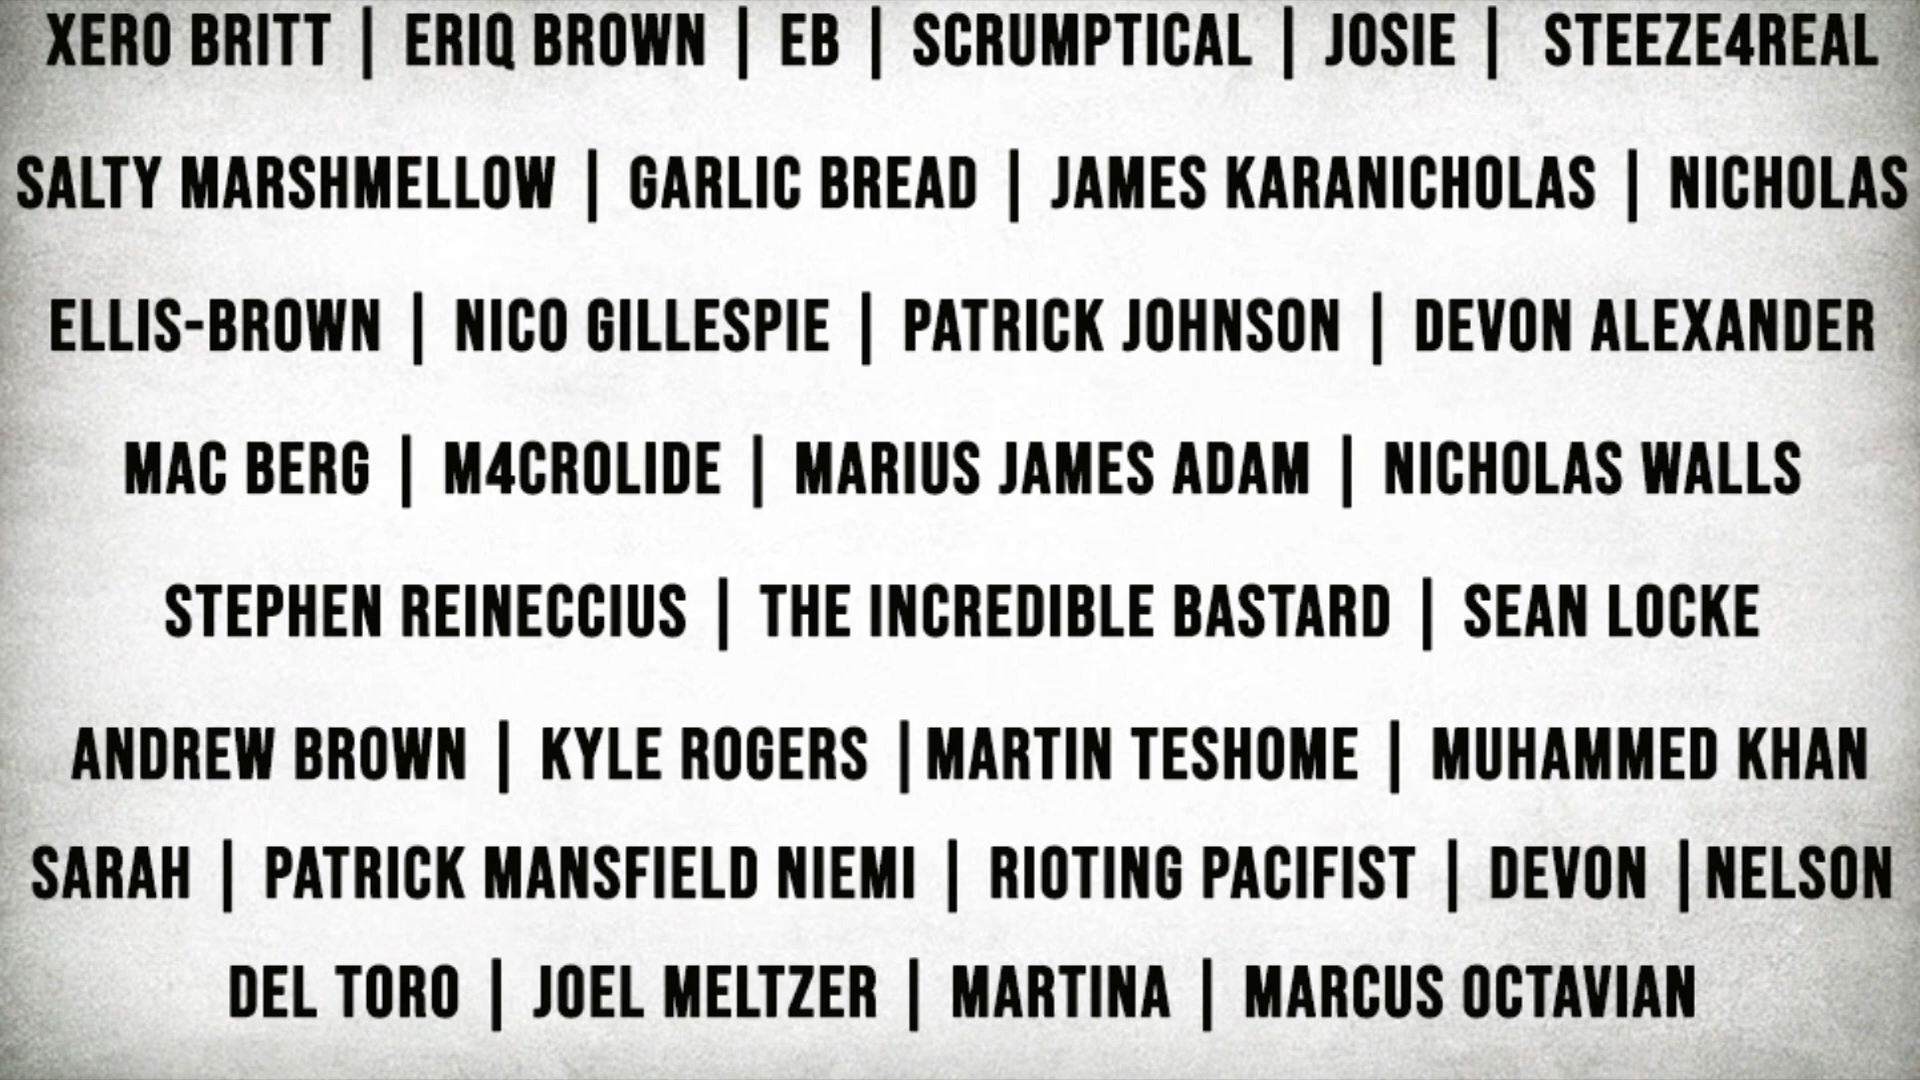 XERO BRITT | ERIQ BROWN | EB | SCRUMPTICAL | JOSIE | STEEZE4REAL
SALTY MARSHMELLOW | GARLIC BREAD | JAMES KARANICHOLAS | NICHOLAS
ELLIS-BROWN | NICO GILLESPIE | PATRICK JOHNSON | DEVON ALEXANDER
MAC BERG | M4CROLIDE | MARIUS JAMES ADAM | NICHOLAS WALLS
STEPHEN REINECCIUS | THE INCREDIBLE BASTARD | SEAN LOCKE
ANDREW BROWN | KYLE ROGERS | MARTIN TESHOME | MUHAMMED KHAN
SARAH | PATRICK MANSFIELD NIEMI | RIOTING PACIFIST | DEVON | NELSON
DEL TORO | JOEL MELTZER | MARTINA | MARCUS OCTAVIAN